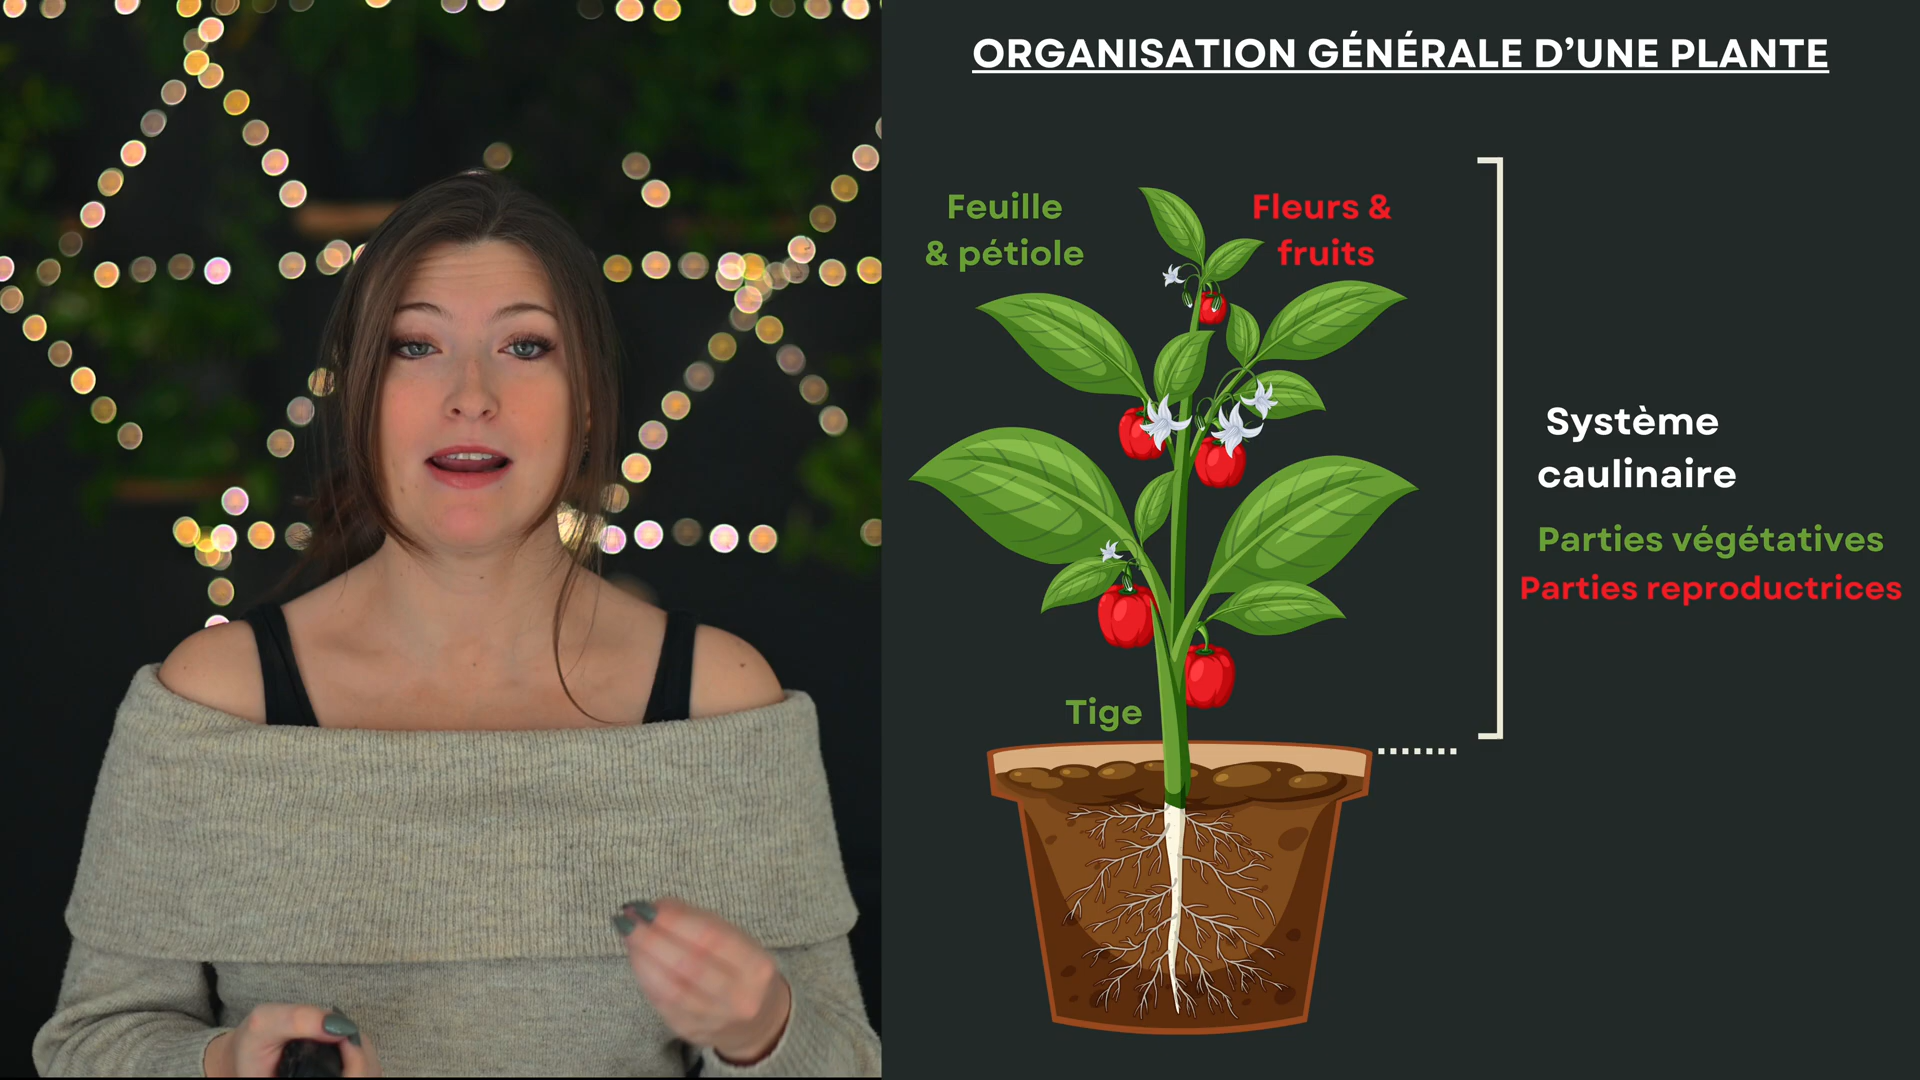 ORGANISATION GÉNÉRALE D’UNE PLANTE
Feuille
& pétiole
Fleurs &
fruits
Système
caulinaire
Parties végétatives
Parties reproductrices
Tige